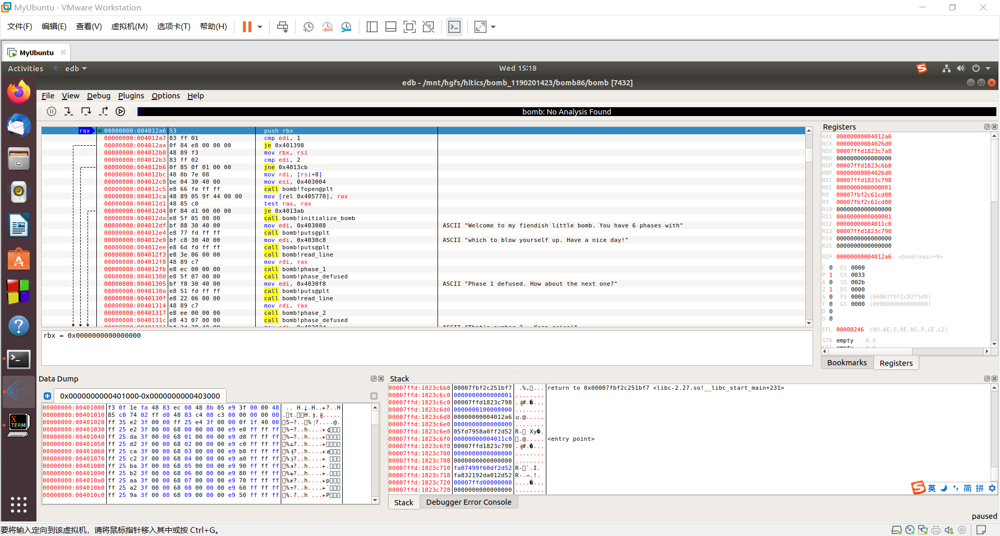 MyUbuntu - VMware Workstation
文件(F) 编辑(E) 查看(V) 虚拟机(M) 选项卡(T) 帮助(H)
MyUbuntu
Activities edb Wed 15:18
edb - /mnt/hgfs/hitics/bomb_1190201423/bomb86/bomb [7432]
File View Debug Plugins Options Help
bomb: No Analysis Found
rax 00000000:004012a6 53 push rbx
00000000:004012a7 83 ff 01 cmp edi, 1
00000000:004012aa 0f 84 e8 00 00 00 je 0x401398
00000000:004012b0 48 89 f3 mov rbx, rsi
00000000:004012b3 83 ff 02 cmp edi, 2
00000000:004012b6 0f 85 0f 01 00 00 jne 0x4013cb
00000000:004012bc 48 8b 7e 08 mov rdi, [rsi+8]
00000000:004012c0 be 04 30 40 00 mov esi, 0x403004
00000000:004012c5 e8 66 fe ff ff call bomb!fopen@plt
00000000:004012ca 48 89 05 9f 44 00 00 mov [rel 0x405770], rax
00000000:004012d1 48 85 c0 test rax, rax
00000000:004012d4 0f 84 d1 00 00 00 je 0x4013ab
00000000:004012da e8 5f 05 00 00 call bomb!initialize_bomb
00000000:004012df bf 88 30 40 00 mov edi, 0x403088 ASCII "Welcome to my fiendish little bomb. You have 6 phases with"
00000000:004012e4 e8 77 fd ff ff call bomb!puts@plt
00000000:004012e9 bf c8 30 40 00 mov edi, 0x4030c8 ASCII "which to blow yourself up. Have a nice day!"
00000000:004012ee e8 6d fd ff ff call bomb!puts@plt
00000000:004012f3 e8 3e 06 00 00 call bomb!read_line
00000000:004012f8 48 89 c7 mov rdi, rax
00000000:004012fb e8 ec 00 00 00 call bomb!phase_1
00000000:00401300 e8 5f 07 00 00 call bomb!phase_defused
00000000:00401305 bf f8 30 40 00 mov edi, 0x4030f8 ASCII "Phase 1 defused. How about the next one?"
00000000:0040130a e8 51 fd ff ff call bomb!puts@plt
00000000:0040130f e8 22 06 00 00 call bomb!read_line
00000000:00401314 48 89 c7 mov rdi, rax
00000000:00401317 e8 ee 00 00 00 call bomb!phase_2
00000000:0040131c e8 43 07 00 00 call bomb!phase_defused
rbx = 0x0000000000000000
Registers
RAX 00000000004012a6
RCX 00000000004026d0
RDX 00007ffd1823c7a8
RBX 0000000000000000
RSP 00007ffd1823c6b8
RBP 00000000004026d0
RSI 00007ffd1823c798
RDI 0000000000000001
R8 00007fbf2c61cd80
R9 00007fbf2c61cd80
R10 0000000000000000
R11 0000000000000001
R12 00000000004011c0
R13 00007ffd1823c790
R14 0000000000000000
R15 0000000000000000
RIP 00000000004012a6 <bomb!main+0>
C 0 ES 0000
P 1 CS 0033
A 0 SS 002b
Z 1 DS 0000
S 0 FS 0000 (00007fbf2c82f540)
T 0 GS 0000 (0000000000000000)
D 0
O 0
EFL 00000246 (NO,AE,E,BE,NS,P,GE,LE)
ST0 empty 0.0
Bookmarks Registers
Data Dump
0x0000000000401000-0x0000000000403000
00000000:00401000 f3 0f 1e fa 48 83 ec 08 48 8b 05 e9 3f 00 00 48
00000000:00401010 85 c0 74 02 ff d0 48 83 c4 08 c3 00 00 00 00 00
00000000:00401020 ff 35 e2 3f 00 00 ff 25 e4 3f 00 00 0f 1f 40 00
00000000:00401030 ff 25 e2 3f 00 00 68 00 00 00 00 e9 e0 ff ff ff
00000000:00401040 ff 25 da 3f 00 00 68 01 00 00 00 e9 d0 ff ff ff
00000000:00401050 ff 25 d2 3f 00 00 68 02 00 00 00 e9 c0 ff ff ff
00000000:00401060 ff 25 ca 3f 00 00 68 03 00 00 00 e9 b0 ff ff ff
00000000:00401070 ff 25 c2 3f 00 00 68 04 00 00 00 e9 a0 ff ff ff
00000000:00401080 ff 25 ba 3f 00 00 68 05 00 00 00 e9 90 ff ff ff
00000000:00401090 ff 25 b2 3f 00 00 68 06 00 00 00 e9 80 ff ff ff
00000000:004010a0 ff 25 aa 3f 00 00 68 07 00 00 00 e9 70 ff ff ff
00000000:004010b0 ff 25 a2 3f 00 00 68 08 00 00 00 e9 60 ff ff ff
00000000:004010c0 ff 25 9a 3f 00 00 68 09 00 00 00 e9 50 ff ff ff
Stack
00007ffd:1823c6b8 00007fbf2c251bf7 return to 0x00007fbf2c251bf7 <libc-2.27.so!__libc_start_main+231>
00007ffd:1823c6c0 0000000000000001 ........
00007ffd:1823c6c8 00007ffd1823c798
00007ffd:1823c6d0 0000000100008000 ........
00007ffd:1823c6d8 00000000004012a6
00007ffd:1823c6e0 0000000000000000 ........
00007ffd:1823c6e8 05fd7958a0ff2d52
00007ffd:1823c6f0 00000000004011c0 <entry point>
00007ffd:1823c6f8 00007ffd1823c790
00007ffd:1823c700 0000000000000000 ........
00007ffd:1823c708 0000000000000000 ........
00007ffd:1823c710 fa07499f60df2d52
00007ffd:1823c718 fa832192da012d52
00007ffd:1823c720 00007ffd00000000
00007ffd:1823c728 0000000000000000 ........
Stack Debugger Error Console
英 简 拼
paused
X TERM
要将输入定向到该虚拟机，请将鼠标指针移入其中或按 Ctrl+G。